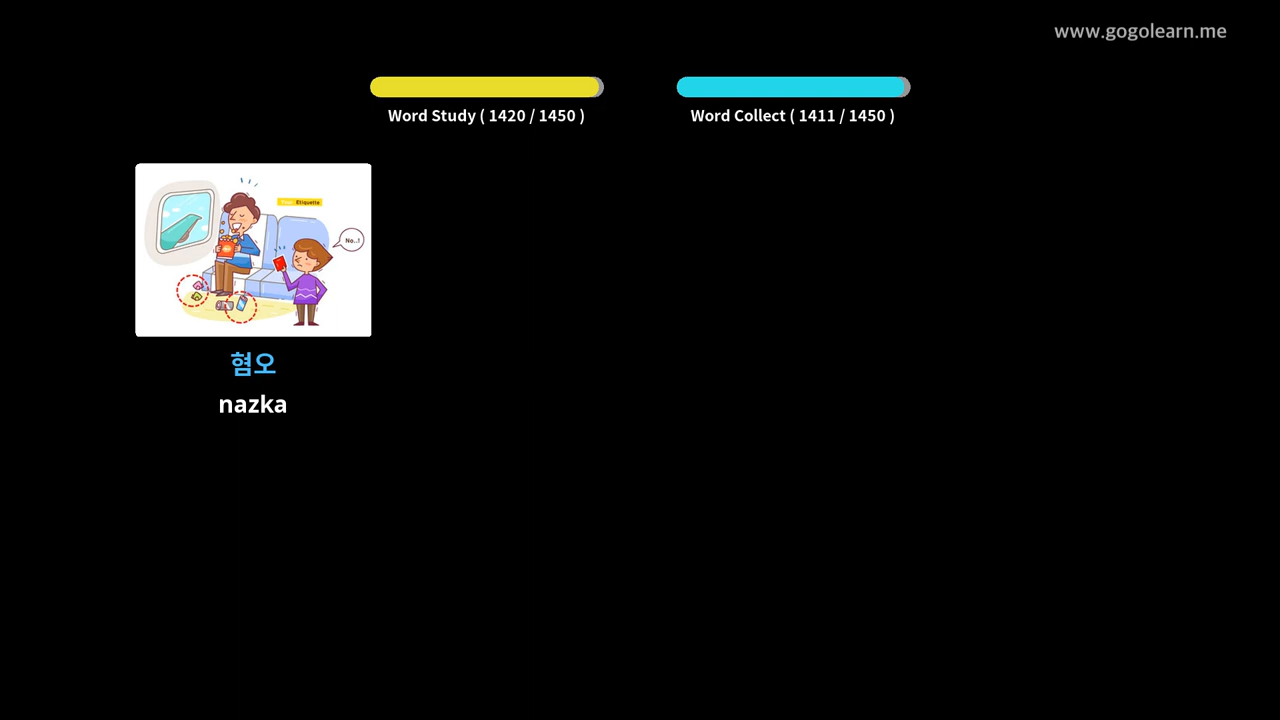 www.gogolearn.me
Word Study ( 1420 / 1450 )
Word Collect ( 1411 / 1450 )
Etiquette
No..!
혐오
nazka